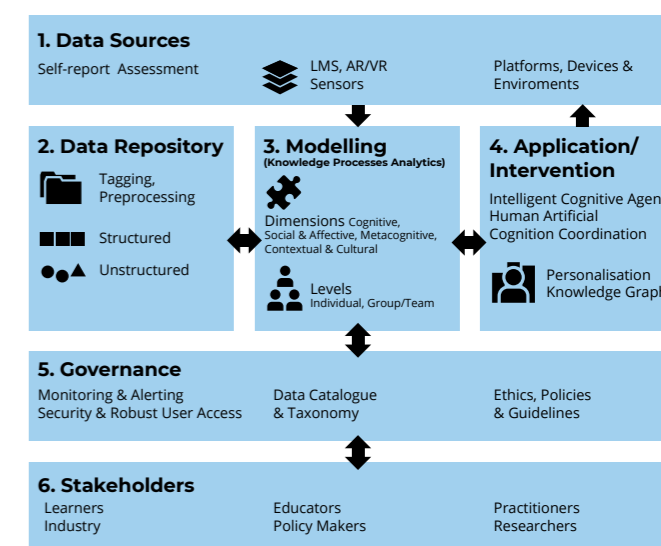 1. Data Sources
Self-report Assessment
LMS, AR/VR
Sensors
Platforms, Devices &
Enviroments
2. Data Repository
Tagging,
Preprocessing
Structured
Unstructured
3. Modelling
(Knowledge Processes Analytics)
Dimensions Cognitive,
Social & Affective, Metacognitive,
Contextual & Cultural
Levels
Individual, Group/Team
4. Application/
Intervention
Intelligent Cognitive
Human Artificial
Cognition Coordination
Personalisation
Knowledge
5. Governance
Monitoring & Alerting
Security & Robust User Access
Data Catalogue
& Taxonomy
Ethics, Policies
& Guidelines
6. Stakeholders
Learners
Industry
Educators
Policy Makers
Practitioners
Researchers